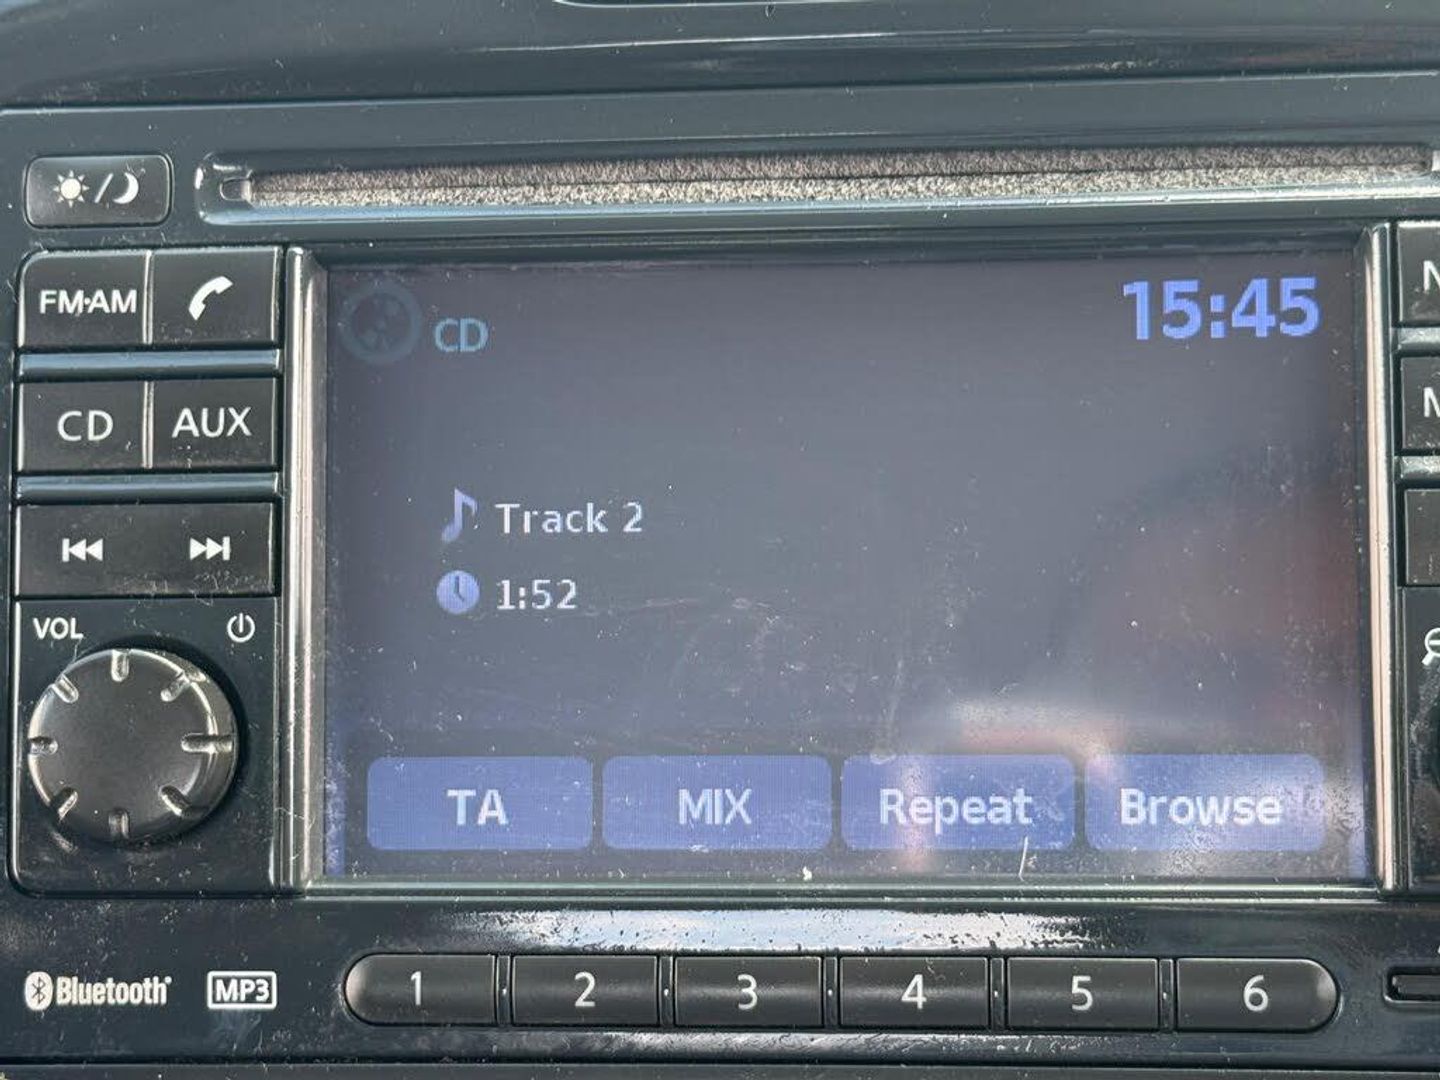 FM·AM
CD
AUX
VOL
CD
15:45
Track 2
1:52
TA
MIX
Repeat
Browse
Bluetooth
MP3
1
2
3
4
5
6